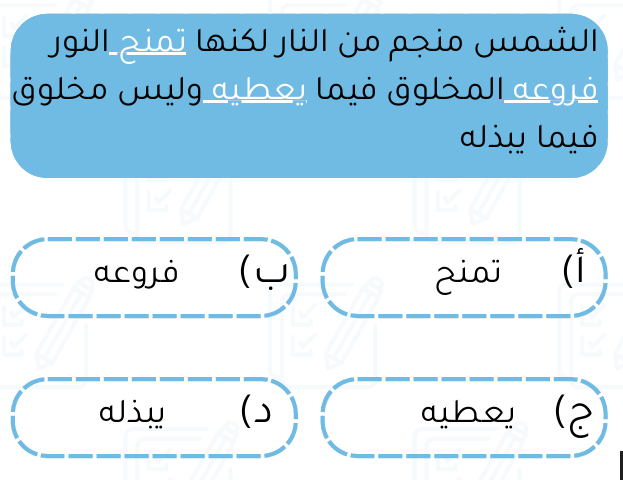 الشمس منجم من النار لكنها تمنح النور
فروعه المخلوق فيما يعطيه وليس مخلوق
فيما يبذله
أ) تمنح
ب) فروعه
ج) يعطيه
د) يبذله